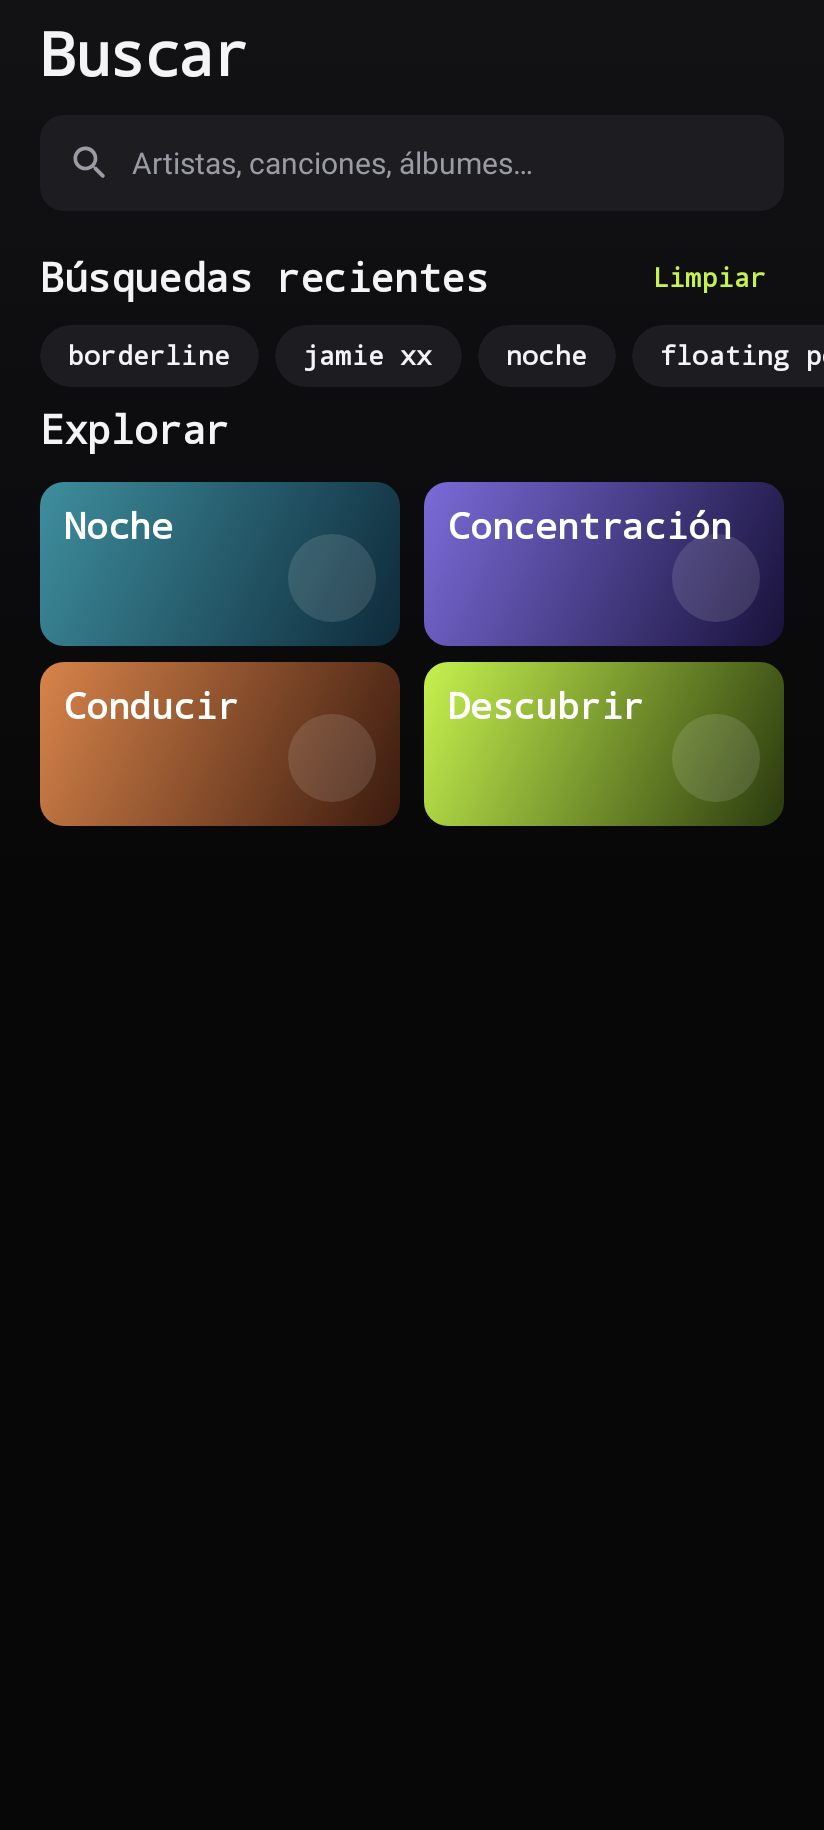 Buscar
Artistas, canciones, álbumes…
Búsquedas recientes
Limpiar
borderline
jamie xx
noche
floating
Explorar
Noche
Concentración
Conducir
Descubrir